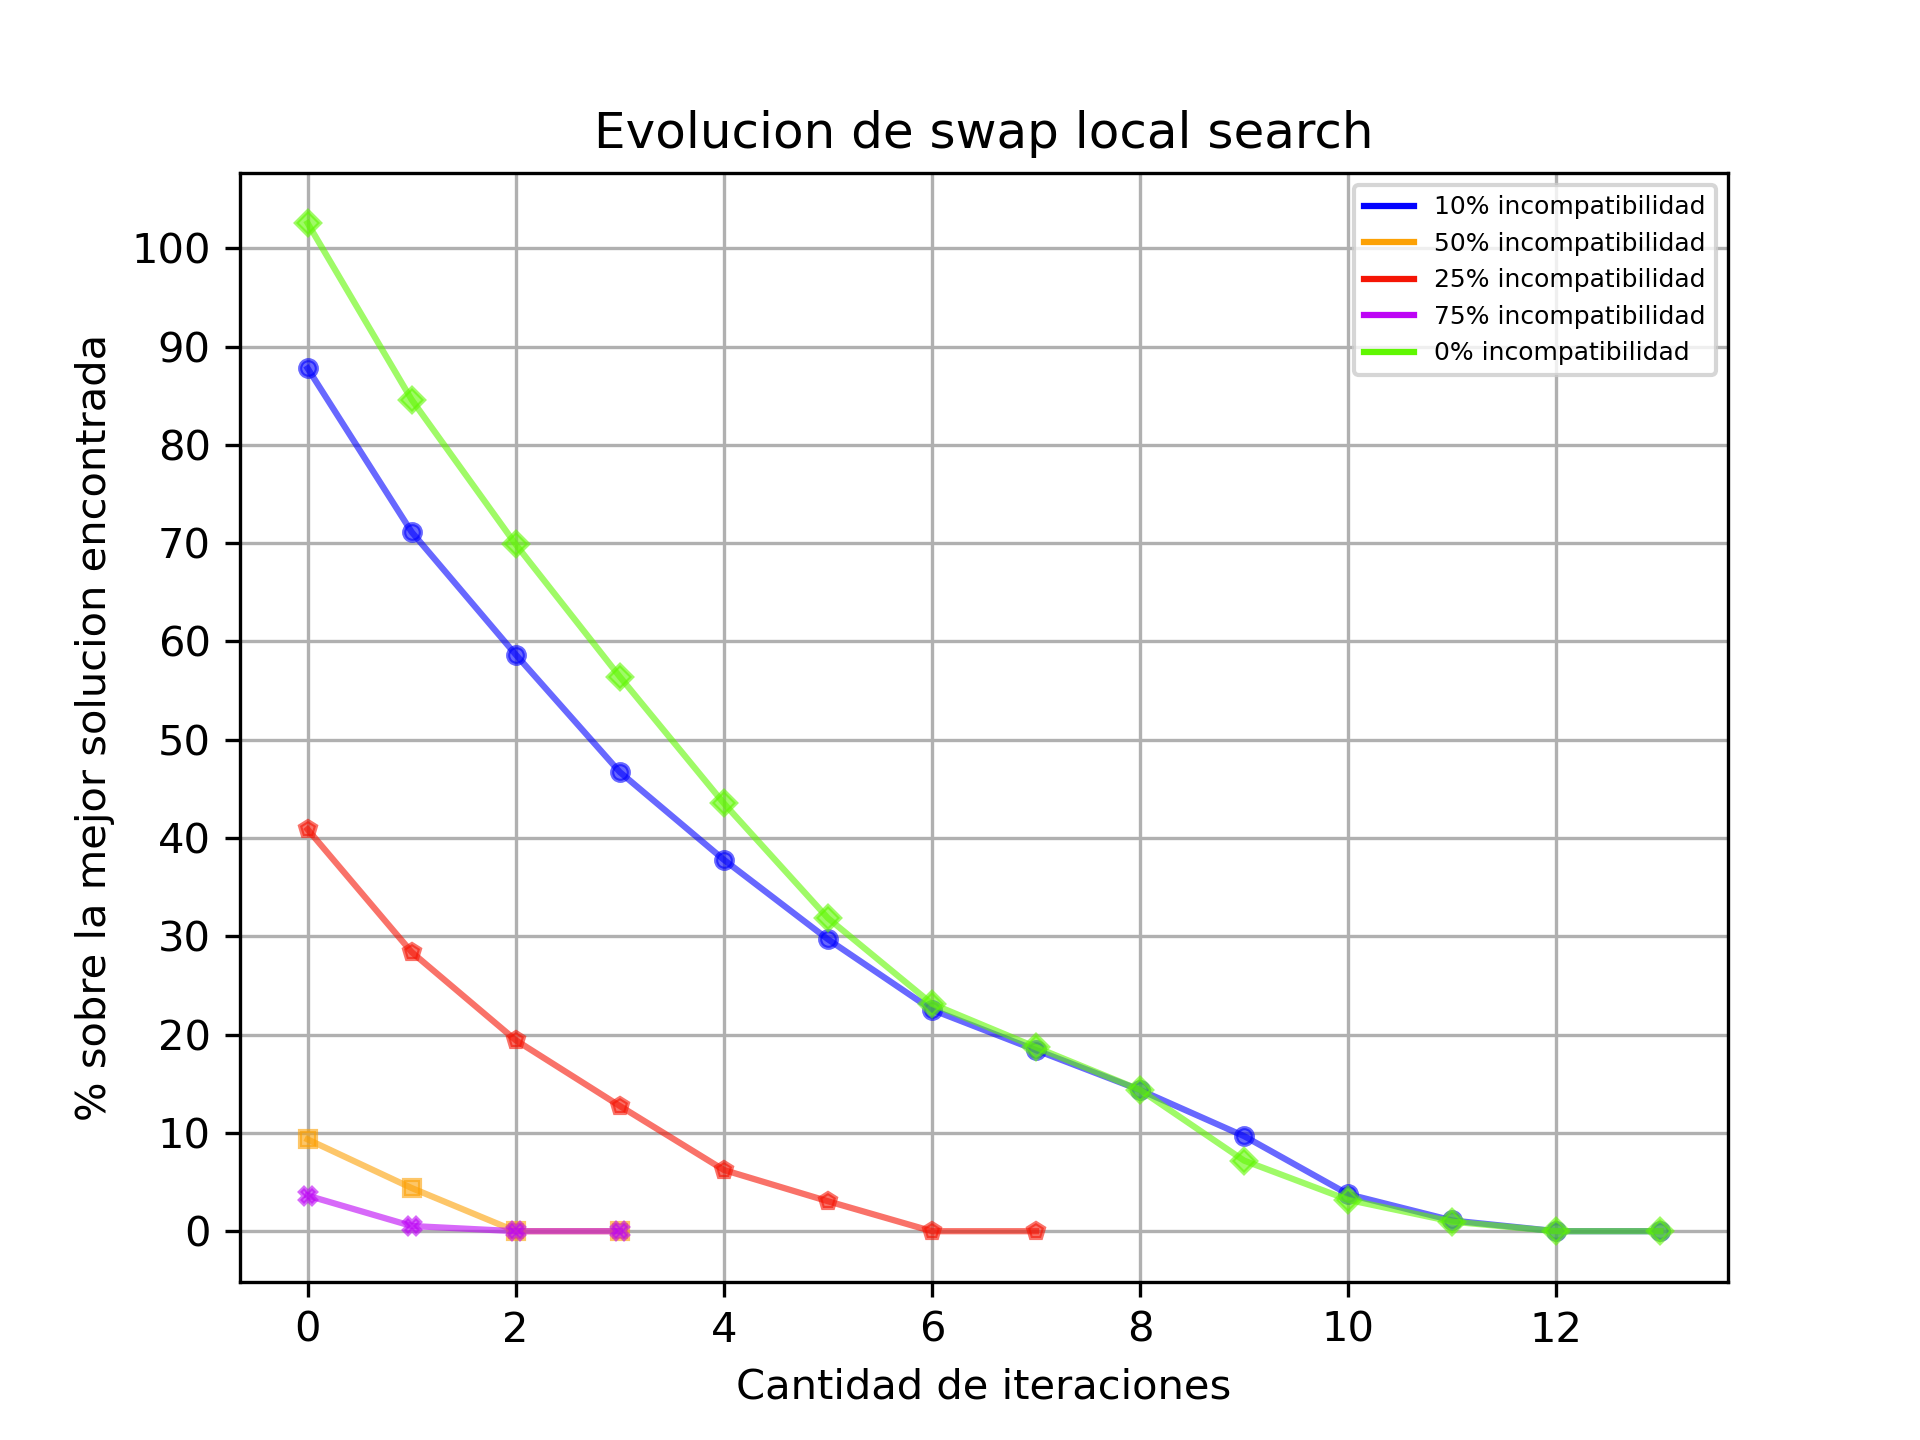 Evolucion de swap local search
10% incompatibilidad
50% incompatibilidad
25% incompatibilidad
75% incompatibilidad
0% incompatibilidad
% sobre la mejor solucion encontrada
100
90
80
70
60
50
40
30
20
10
0
0 2 4 6 8 10 12
Cantidad de iteraciones